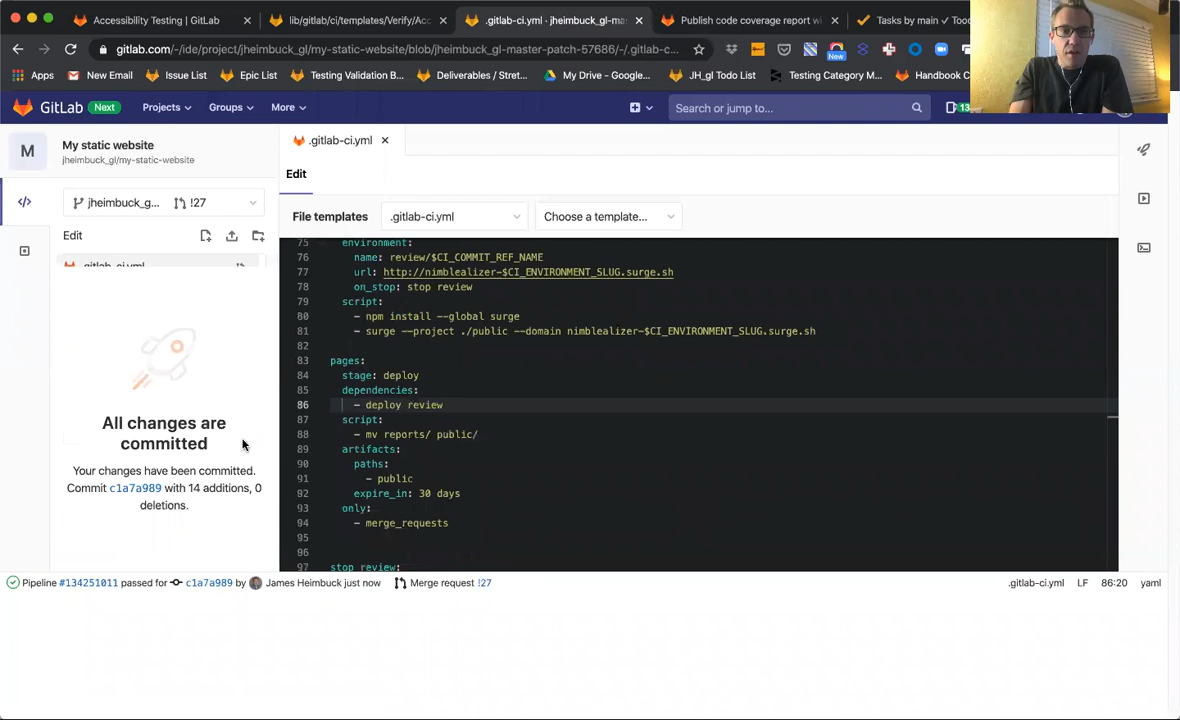 Accessibility Testing | GitLab
lib/gitlab/ci/templates/Verify/Acc
.gitlab-ci.yml · jheimbuck_gl-mas
Publish code coverage report wi
Tasks by main ✓ Tood
gitlab.com/-/ide/project/jheimbuck_gl/my-static-website/blob/jheimbuck_gl-master-patch-57686/-/.gitlab-c...
New
Apps
New Email
Issue List
Epic List
Testing Validation B...
Deliverables / Stret...
My Drive - Google...
JH_gl Todo List
Testing Category M...
Handbook C
GitLab
Next
Projects
Groups
More
Search or jump to...
13
M
My static website
jheimbuck_gl/my-static-website
.gitlab-ci.yml
Edit
jheimbuck_g...
!27
File templates
.gitlab-ci.yml
Choose a template...
Edit
.gitlab-ci.yml
All changes are
committed
Your changes have been committed.
Commit c1a7a989 with 14 additions, 0
deletions.
75 environment:
76 name: review/$CI_COMMIT_REF_NAME
77 url: http://nimblealizer-$CI_ENVIRONMENT_SLUG.surge.sh
78 on_stop: stop review
79 script:
80 - npm install --global surge
81 - surge --project ./public --domain nimblealizer-$CI_ENVIRONMENT_SLUG.surge.sh
82
83 pages:
84 stage: deploy
85 dependencies:
86 - deploy review
87 script:
88 - mv reports/ public/
89 artifacts:
90 paths:
91 - public
92 expire_in: 30 days
93 only:
94 - merge_requests
95
96
97 stop review:
Pipeline #134251011 passed for c1a7a989 by James Heimbuck just now
Merge request !27
.gitlab-ci.yml
LF
86:20
yaml